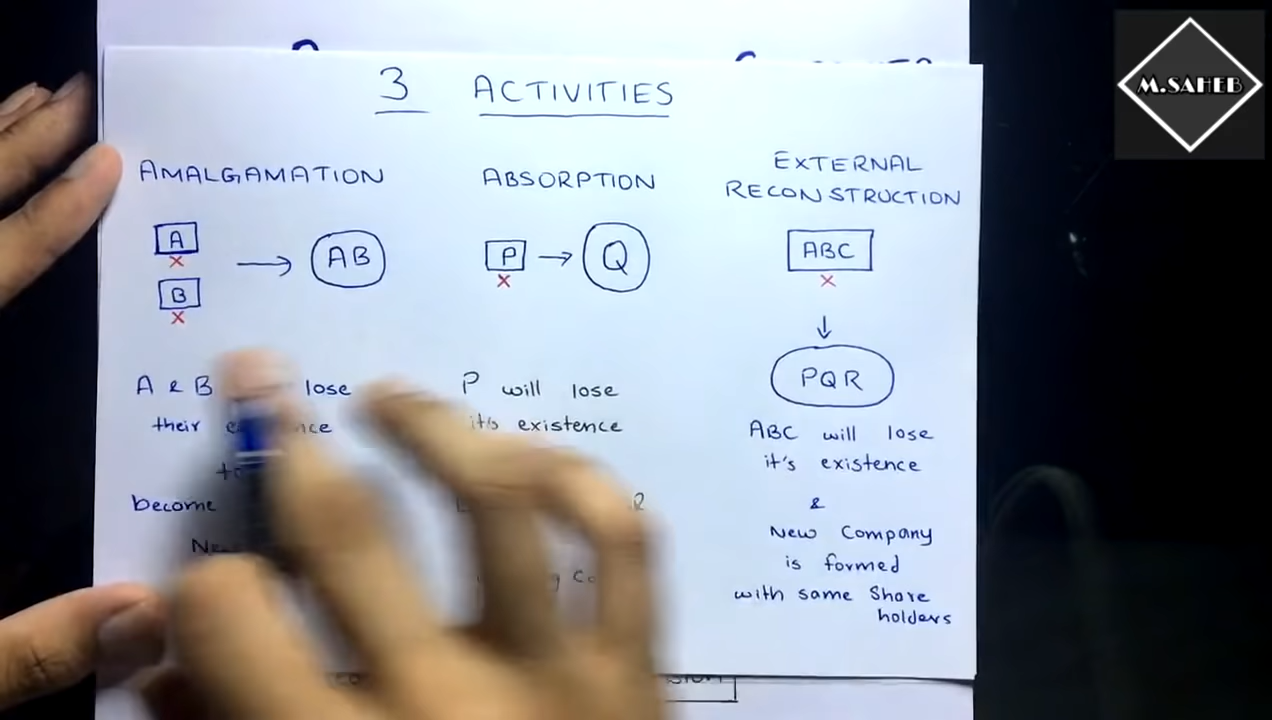 3 ACTIVITIES
AMALGAMATION
A
B
AB
A & B lose
their
become
ABSORPTION
P
Q
P will lose
it's existence
EXTERNAL
RECONSTRUCTION
ABC
PQR
ABC will lose
it's existence
&
New Company
is formed
with same Share
holders
M.SAHEB